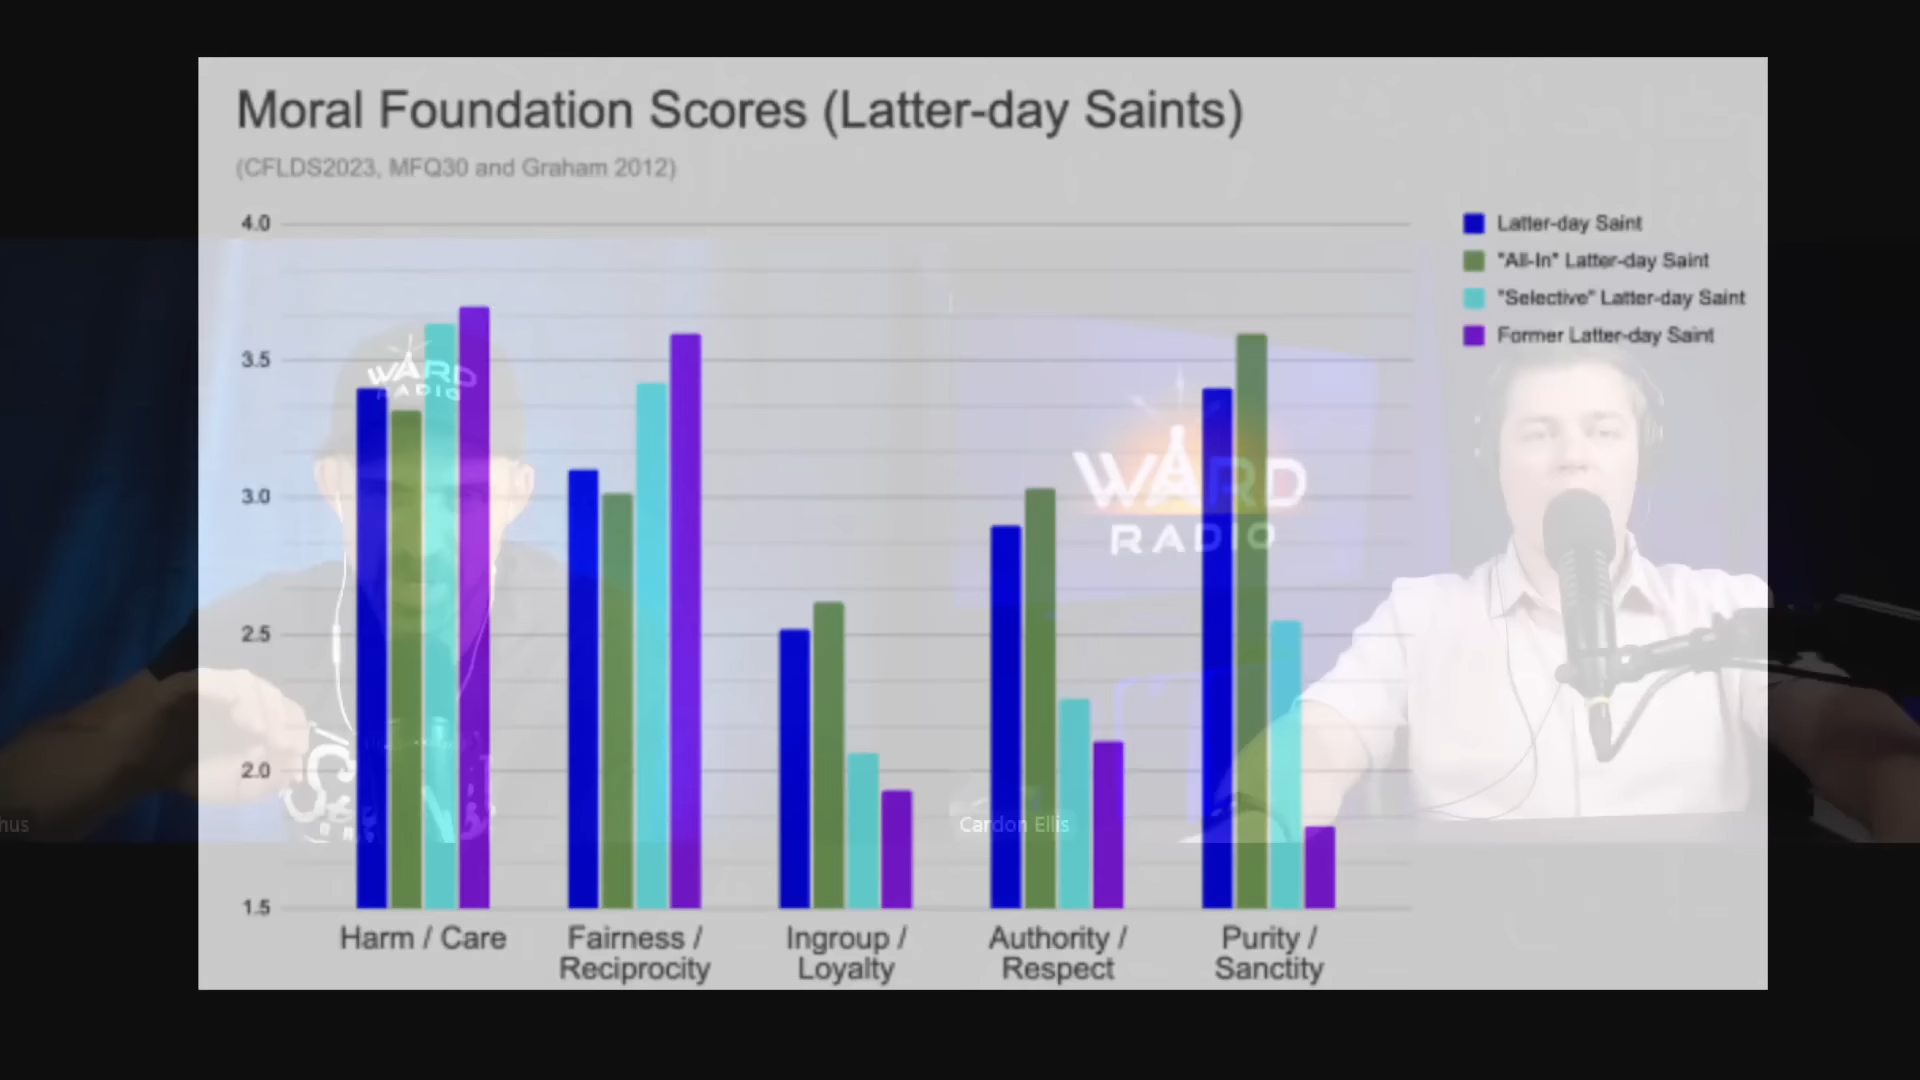 Moral Foundation Scores (Latter-day Saints)
(CFLDS2023, MFQ30 and Graham 2012)
4.0
3.5
3.0
2.5
2.0
1.5
Latter-day Saint
"All-In" Latter-day Saint
"Selective" Latter-day Saint
Former Latter-day Saint
WARD
RADIO
WARD
RADIO
hus
Cardon Ellis
Harm / Care
Fairness /
Reciprocity
Ingroup /
Loyalty
Authority /
Respect
Purity /
Sanctity